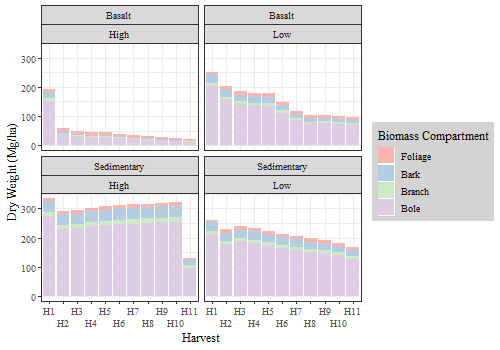 Basalt
Basalt
High
Low
300
200
100
0
Sedimentary
Sedimentary
High
Low
300
200
100
0
H1 H3 H5 H7 H9 H11 H1 H3 H5 H7 H9 H11
H2 H4 H6 H8 H10 H2 H4 H6 H8 H10
Harvest
Dry Weight (Mg/ha)
Biomass Compartment
Foliage
Bark
Branch
Bole